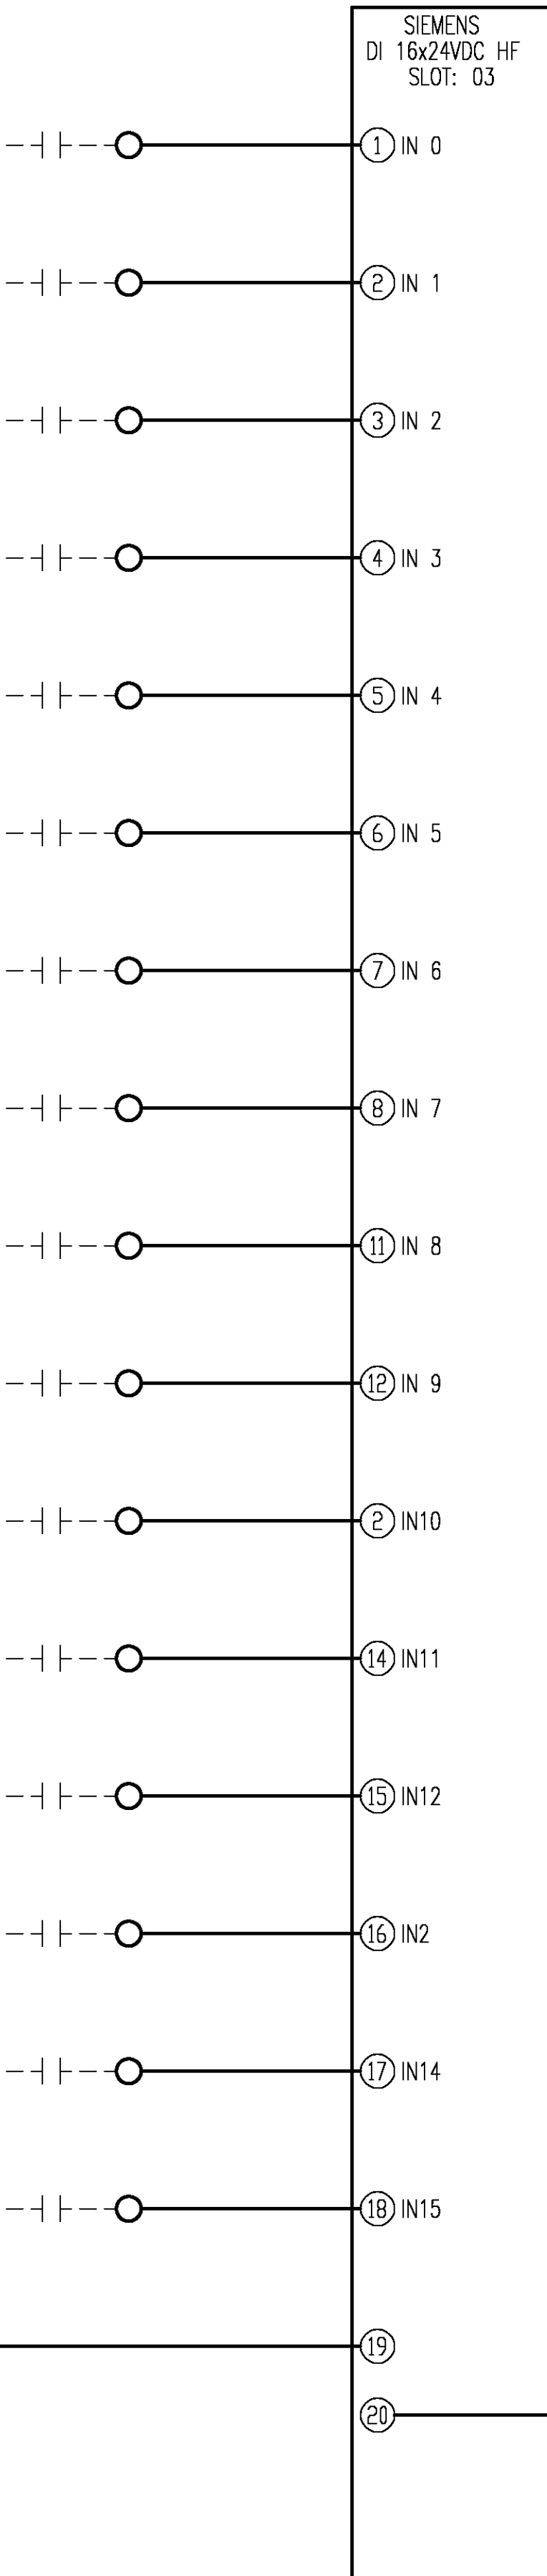 SIEMENS
DI 16x24VDC HF
SLOT: 03
1 IN 0
2 IN 1
3 IN 2
4 IN 3
5 IN 4
6 IN 5
7 IN 6
8 IN 7
11 IN 8
12 IN 9
2 IN10
14 IN11
15 IN12
16 IN2
17 IN14
18 IN15
19
20